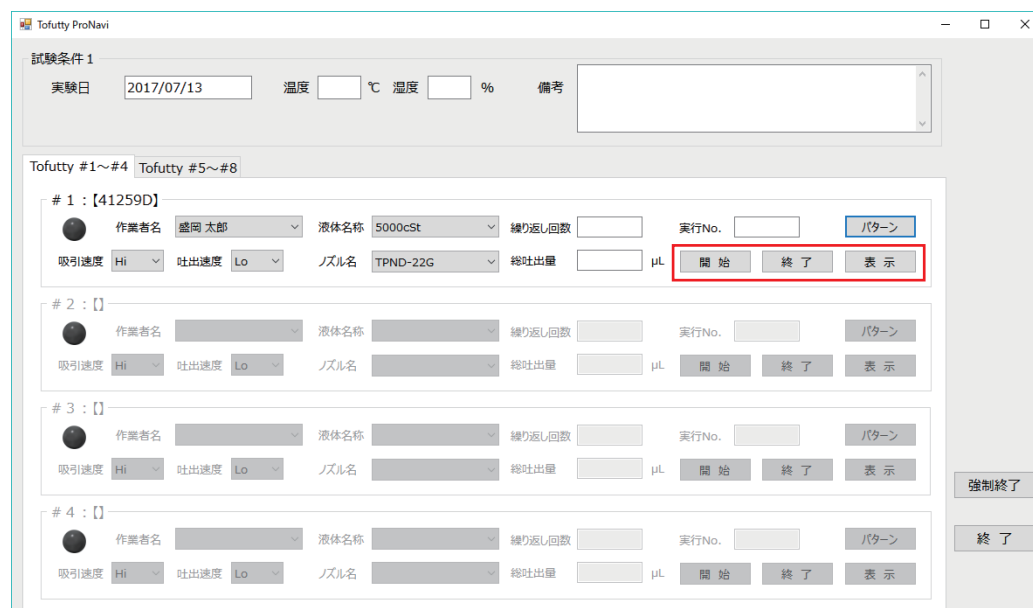 Tofutty ProNavi
試験条件1
実験日 2017/07/13 温度 ℃ 湿度 % 備考
Tofutty #1～#4 Tofutty #5～#8
#1:【41259D】
作業者名 盛岡 太郎 液体名称 5000cSt 繰り返し回数 実行No. パターン
吸引速度 Hi 吐出速度 Lo ノズル名 TPND-22G 総吐出量 μL 開 始 終 了 表 示
#2:【】
作業者名 液体名称 繰り返し回数 実行No. パターン
吸引速度 Hi 吐出速度 Lo ノズル名 総吐出量 μL 開 始 終 了 表 示
#3:【】
作業者名 液体名称 繰り返し回数 実行No. パターン
吸引速度 Hi 吐出速度 Lo ノズル名 総吐出量 μL 開 始 終 了 表 示
強制終了
#4:【】
作業者名 液体名称 繰り返し回数 実行No. パターン
終 了
吸引速度 Hi 吐出速度 Lo ノズル名 総吐出量 μL 開 始 終 了 表 示